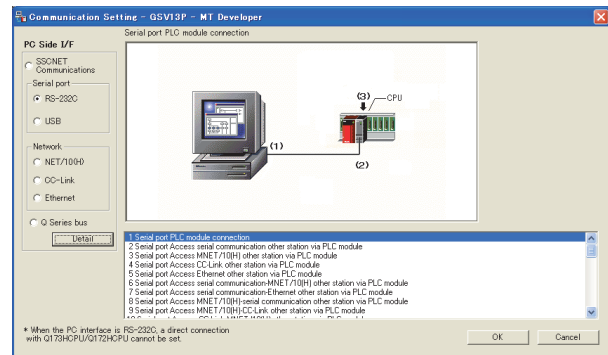 Communication Setting - GSV13P - MT Developer
Serial port PLC module connection
PC Side I/F
SSCNET
Communications
Serial port
RS-232C
USB
Network
NET/10(H)
CC-Link
Ethernet
Q Series bus
Detail
(1)
(2)
(3)
CPU
1 Serial port PLC module connection
2 Serial port Access serial communication other station via PLC module
3 Serial port Access MNET/10(H) other station via PLC module
4 Serial port Access CC-Link other station via PLC module
5 Serial port Access Ethernet other station via PLC module
6 Serial port Access serial communication-MNET/10(H) other station via PLC module
7 Serial port Access serial communication-Ethernet other station via PLC module
8 Serial port Access MNET/10(H)-serial communication other station via PLC module
9 Serial port Access MNET/10(H)-CC-Link other station via PLC module
* When the PC interface is RS-232C, a direct connection
with Q173HCPU/Q172HCPU cannot be set.
OK
Cancel